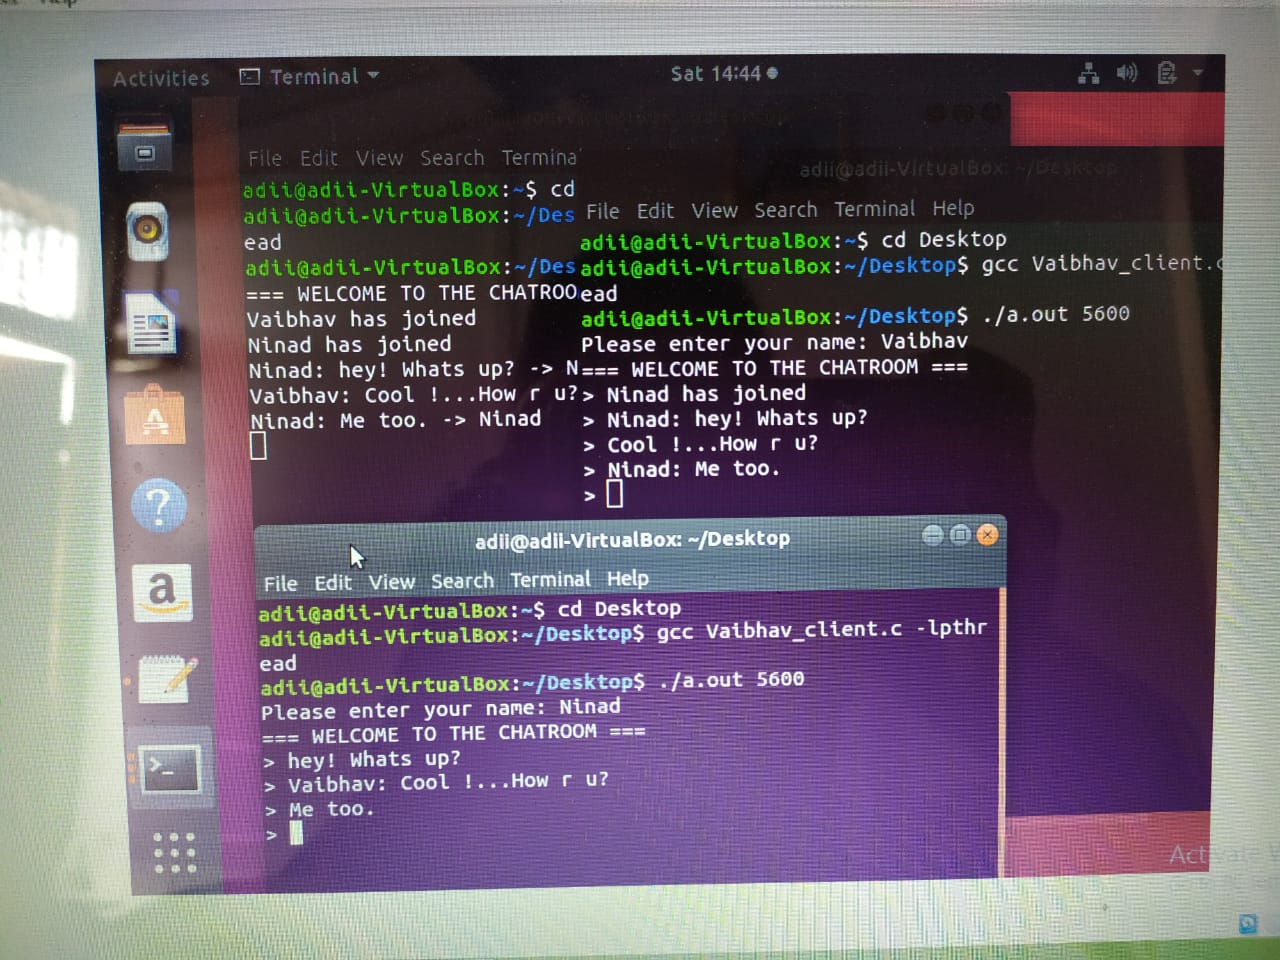 Help
Activities
Terminal
Sat 14:44
adii@adii-VirtualBox: ~/Desktop
File Edit View Search Termina
adii@adii-VirtualBox:~$ cd
adii@adii-VirtualBox:~/Des
ead
adii@adii-VirtualBox:~/Des
=== WELCOME TO THE CHATROO
Vaibhav has joined
Ninad has joined
Ninad: hey! Whats up? -> N
Vaibhav: Cool !...How r u?
Ninad: Me too. -> Ninad
File Edit View Search Terminal Help
adii@adii-VirtualBox:~$ cd Desktop
adii@adii-VirtualBox:~/Desktop$ gcc Vaibhav_client.c
ead
adii@adii-VirtualBox:~/Desktop$ ./a.out 5600
Please enter your name: Vaibhav
=== WELCOME TO THE CHATROOM ===
> Ninad has joined
> Ninad: hey! Whats up?
> Cool !...How r u?
> Ninad: Me too.
>
adii@adii-VirtualBox: ~/Desktop
File Edit View Search Terminal Help
adii@adii-VirtualBox:~$ cd Desktop
adii@adii-VirtualBox:~/Desktop$ gcc Vaibhav_client.c -lpthr
ead
adii@adii-VirtualBox:~/Desktop$ ./a.out 5600
Please enter your name: Ninad
=== WELCOME TO THE CHATROOM ===
> hey! Whats up?
> Vaibhav: Cool !...How r u?
> Me too.
>
Activate